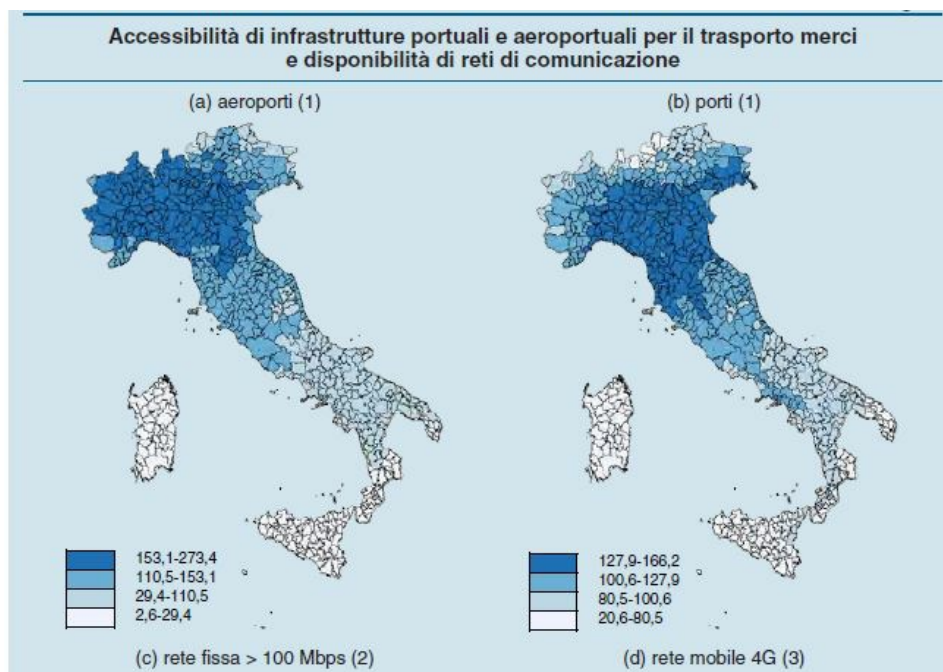 Accessibilità di infrastrutture portuali e aeroportuali per il trasporto merci
e disponibilità di reti di comunicazione
(a) aeroporti (1)
(b) porti (1)
153,1-273,4
110,5-153,1
29,4-110,5
2,6-29,4
127,9-166,2
100,6-127,9
80,5-100,6
20,6-80,5
(c) rete fissa > 100 Mbps (2)
(d) rete mobile 4G (3)